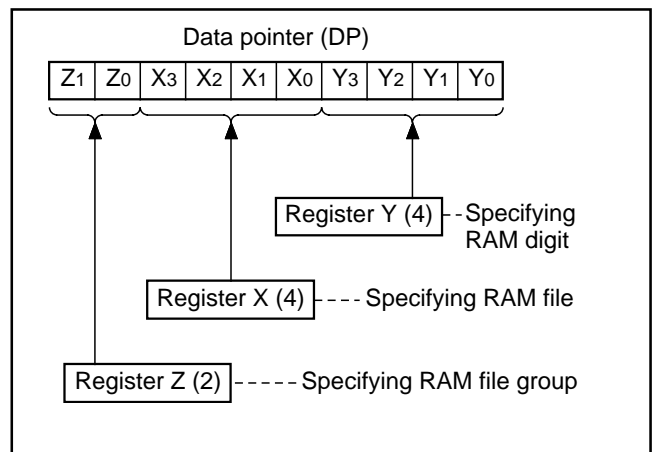 Data pointer (DP)
Z1 Z0 X3 X2 X1 X0 Y3 Y2 Y1 Y0
Register Y (4) Specifying
RAM digit
Register X (4) Specifying RAM file
Register Z (2) Specifying RAM file group